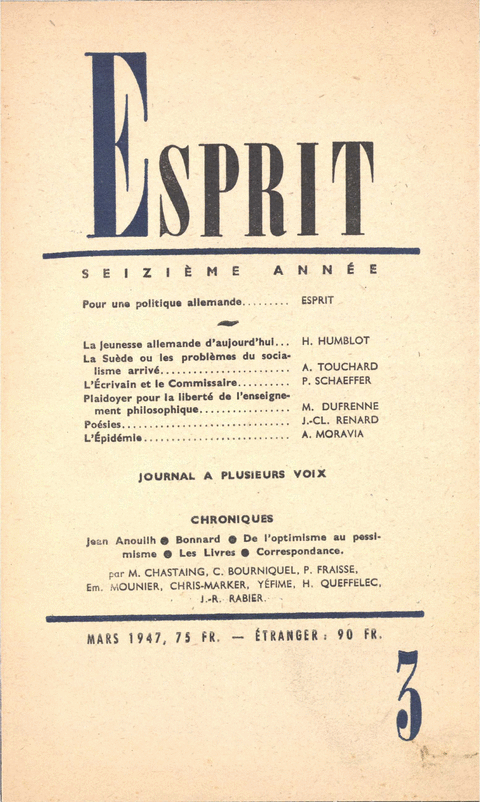 ESPRIT
SEIZIÈME ANNÉE
Pour une politique allemande......... ESPRIT
La Jeunesse allemande d'aujourd'hui... H. HUMBLOT
La Suède ou les problèmes du socia-
lisme arrivé........................ A. TOUCHARD
L'Écrivain et le Commissaire.......... P. SCHAEFFER
Plaidoyer pour la liberté de l'enseigne-
ment philosophique................ M. DUFRENNE
Poésies............................... J.-CL. RENARD
L'Épidémie........................... A. MORAVIA
JOURNAL A PLUSIEURS VOIX
CHRONIQUES
Jean Anouilh ● Bonnard ● De l'optimisme au pessi-
misme ● Les Livres ● Correspondance.
par M. CHASTAING, C. BOURNIQUEL, P. FRAISSE,
Em. MOUNIER, CHRIS-MARKER, YÉFIME, H. QUEFFELEC,
J.-R. RABIER.
MARS 1947, 75 FR. — ÉTRANGER : 90 FR.
3